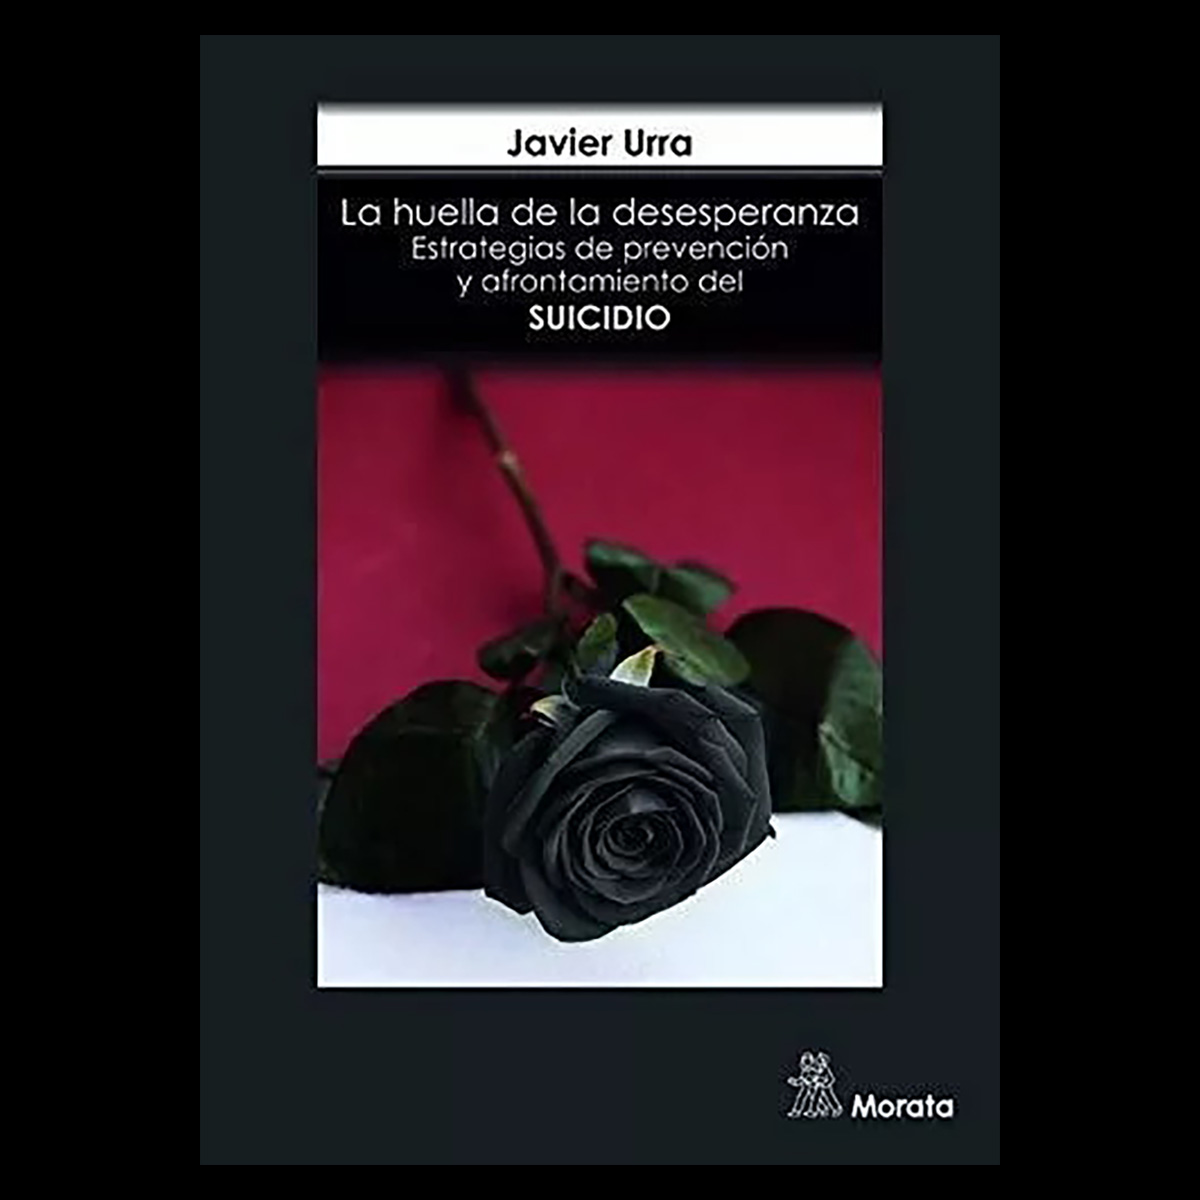 Javier Urra
La huella de la desesperanza
Estrategias de prevención
y afrontamiento del
SUICIDIO
Morata